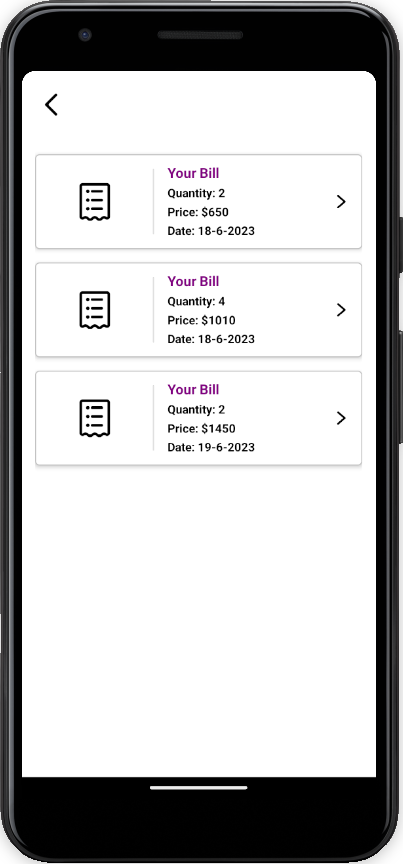 Your Bill
Quantity: 2
Price: $650
Date: 18-6-2023
Your Bill
Quantity: 4
Price: $1010
Date: 18-6-2023
Your Bill
Quantity: 2
Price: $1450
Date: 19-6-2023